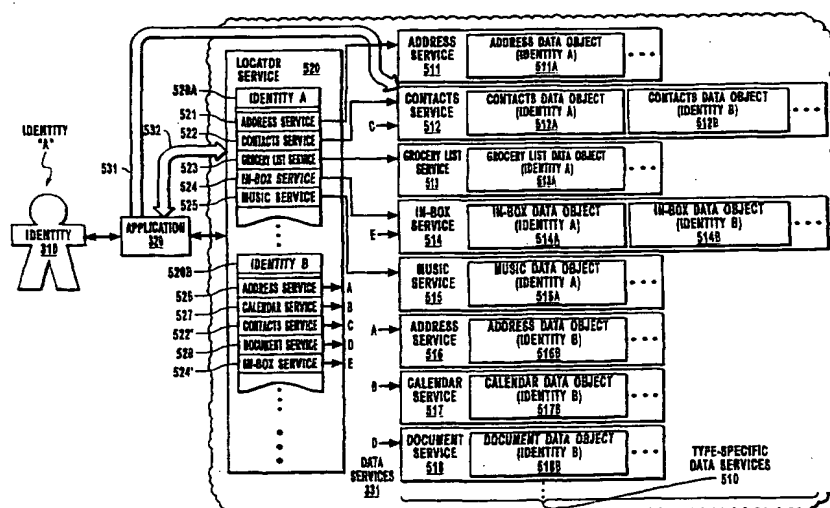 IDENTITY
"A"
IDENTITY
310
531
APPLICATION
529
532
LOCATOR
SERVICE 520
520A
IDENTITY A
521
ADDRESS SERVICE
522
CONTACTS SERVICE
523
GROCERY LIST SERVICE
524
IN-BOX SERVICE
525
MUSIC SERVICE
520B
IDENTITY B
526
ADDRESS SERVICE
A
527
CALENDAR SERVICE
B
522'
CONTACTS SERVICE
C
528
DOCUMENT SERVICE
D
524'
IN-BOX SERVICE
E
ADDRESS
SERVICE
511
ADDRESS DATA OBJECT
(IDENTITY A)
511A
CONTACTS
SERVICE
512
C
CONTACTS DATA OBJECT
(IDENTITY A)
512A
CONTACTS DATA OBJECT
(IDENTITY B)
512B
GROCERY LIST
SERVICE
513
GROCERY LIST DATA OBJECT
(IDENTITY A)
513A
IN-BOX
SERVICE
514
E
IN-BOX DATA OBJECT
(IDENTITY A)
514A
IN-BOX DATA OBJECT
(IDENTITY B)
514B
MUSIC
SERVICE
515
MUSIC DATA OBJECT
(IDENTITY A)
515A
A
ADDRESS
SERVICE
516
ADDRESS DATA OBJECT
(IDENTITY B)
516B
B
CALENDAR
SERVICE
517
CALENDAR DATA OBJECT
(IDENTITY B)
517B
D
DOCUMENT
SERVICE
518
DOCUMENT DATA OBJECT
(IDENTITY B)
518B
DATA
SERVICES
331
TYPE-SPECIFIC
DATA SERVICES
510